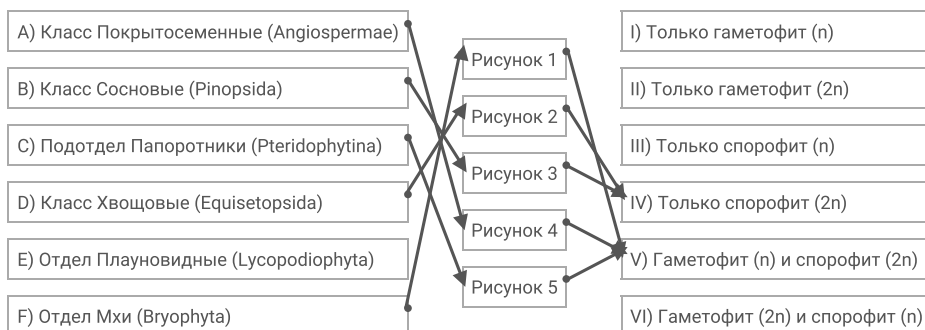 A) Класс Покрытосеменные (Angiospermae)
B) Класс Сосновые (Pinopsida)
C) Подотдел Папоротники (Pteridophytina)
D) Класс Хвощовые (Equisetopsida)
E) Отдел Плауновидные (Lycopodiophyta)
F) Отдел Мхи (Bryophyta)
Рисунок 1
Рисунок 2
Рисунок 3
Рисунок 4
Рисунок 5
I) Только гаметофит (n)
II) Только гаметофит (2n)
III) Только спорофит (n)
IV) Только спорофит (2n)
V) Гаметофит (n) и спорофит (2n)
VI) Гаметофит (2n) и спорофит (n)